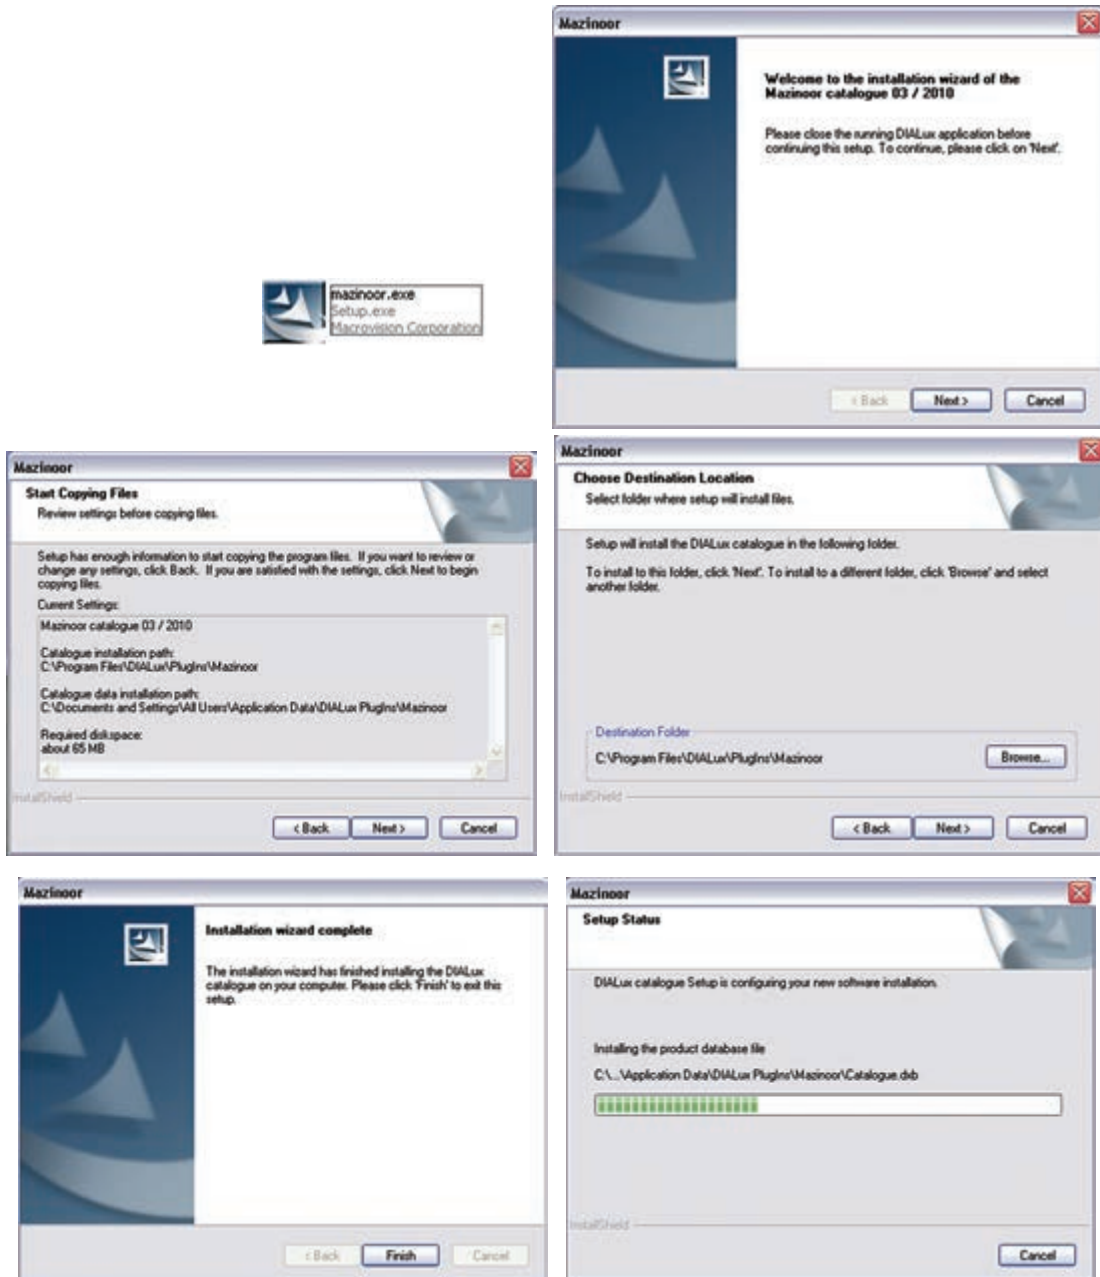 mazinoor.exe
Setup.exe
Macrovision Corporation
Mazinoor
Welcome to the installation wizard of the
Mazinoor catalogue 03 / 2010
Please close the running DIALux application before
continuing this setup. To continue, please click on 'Next'.
< Back
Next >
Cancel
Mazinoor
Start Copying Files
Review settings before copying files.
Setup has enough information to start copying the program files. If you want to review or
change any settings, click Back. If you are satisfied with the settings, click Next to begin
copying files.
Current Settings:
Mazinoor catalogue 03 / 2010
Catalogue installation path:
C:\Program Files\DIALux\PlugIns\Mazinoor
Catalogue data installation path:
C:\Documents and Settings\All Users\Application Data\DIALux PlugIns\Mazinoor
Required diskspace:
about 65 MB
InstallShield
< Back
Next >
Cancel
Mazinoor
Choose Destination Location
Select folder where setup will install files.
Setup will install the DIALux catalogue in the following folder.
To install to this folder, click 'Next'. To install to a different folder, click 'Browse' and select
another folder.
Destination Folder
C:\Program Files\DIALux\PlugIns\Mazinoor
Browse...
InstallShield
< Back
Next >
Cancel
Mazinoor
Installation wizard complete
The installation wizard has finished installing the DIALux
catalogue on your computer. Please click 'Finish' to exit this
setup.
< Back
Finish
Cancel
Mazinoor
Setup Status
DIALux catalogue Setup is configuring your new software installation.
Installing the product database file
C:\...\Application Data\DIALux PlugIns\Mazinoor\Catalogue.dxb
InstallShield
Cancel